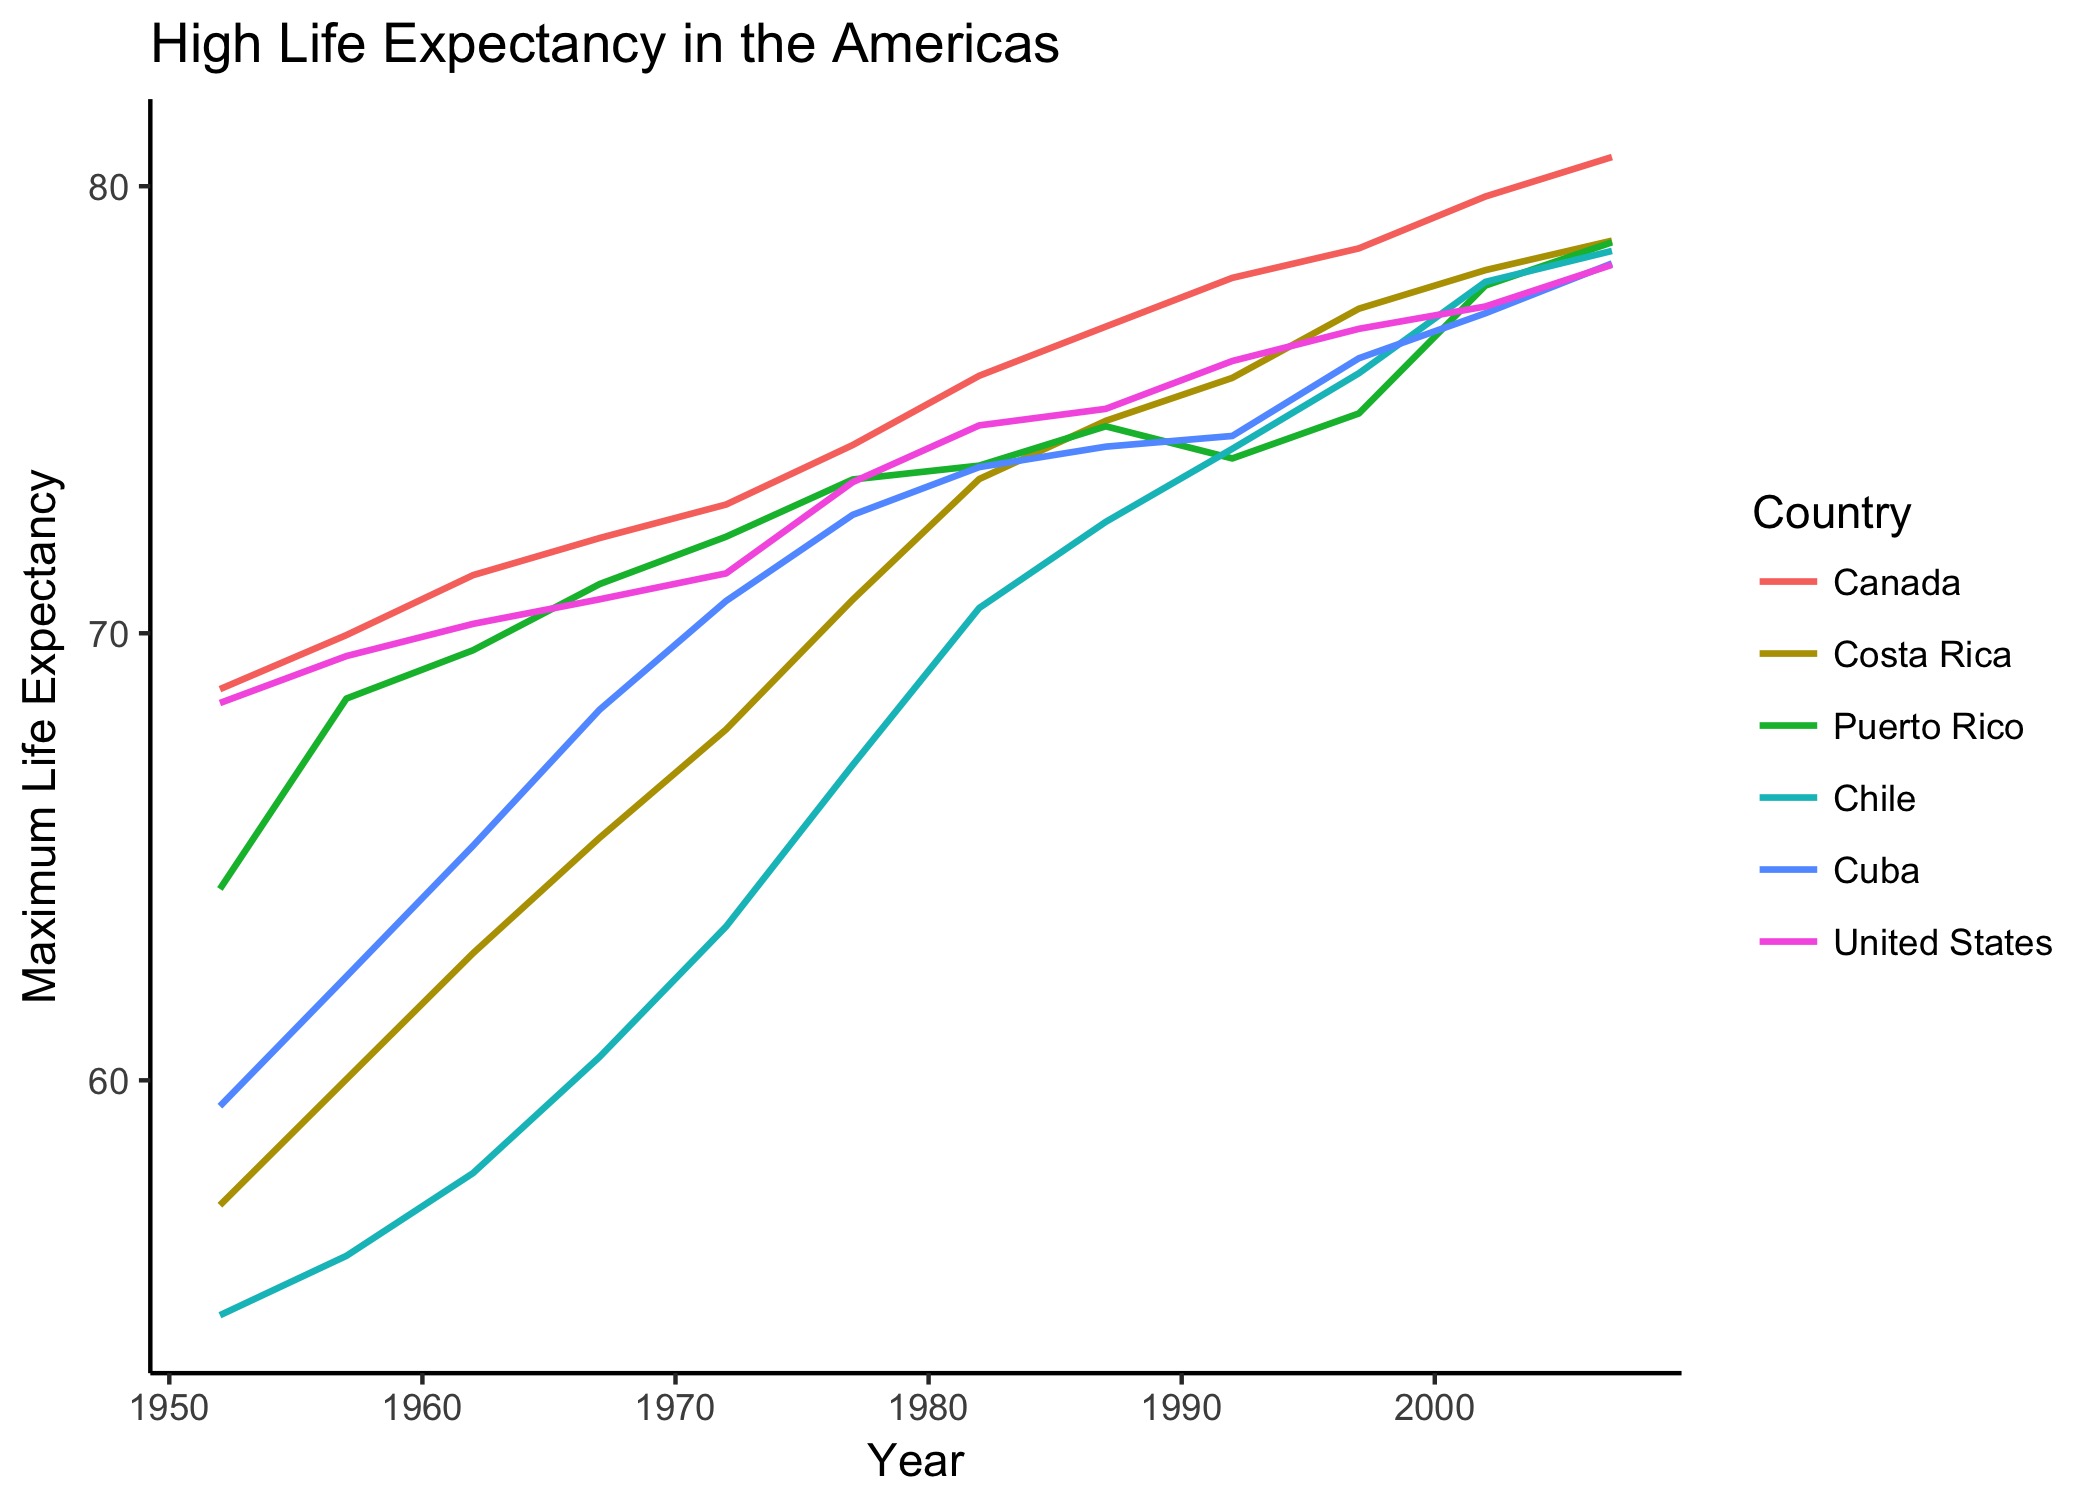 High Life Expectancy in the Americas
Maximum Life Expectancy
80
70
60
1950 1960 1970 1980 1990 2000
Year
Country
Canada
Costa Rica
Puerto Rico
Chile
Cuba
United States